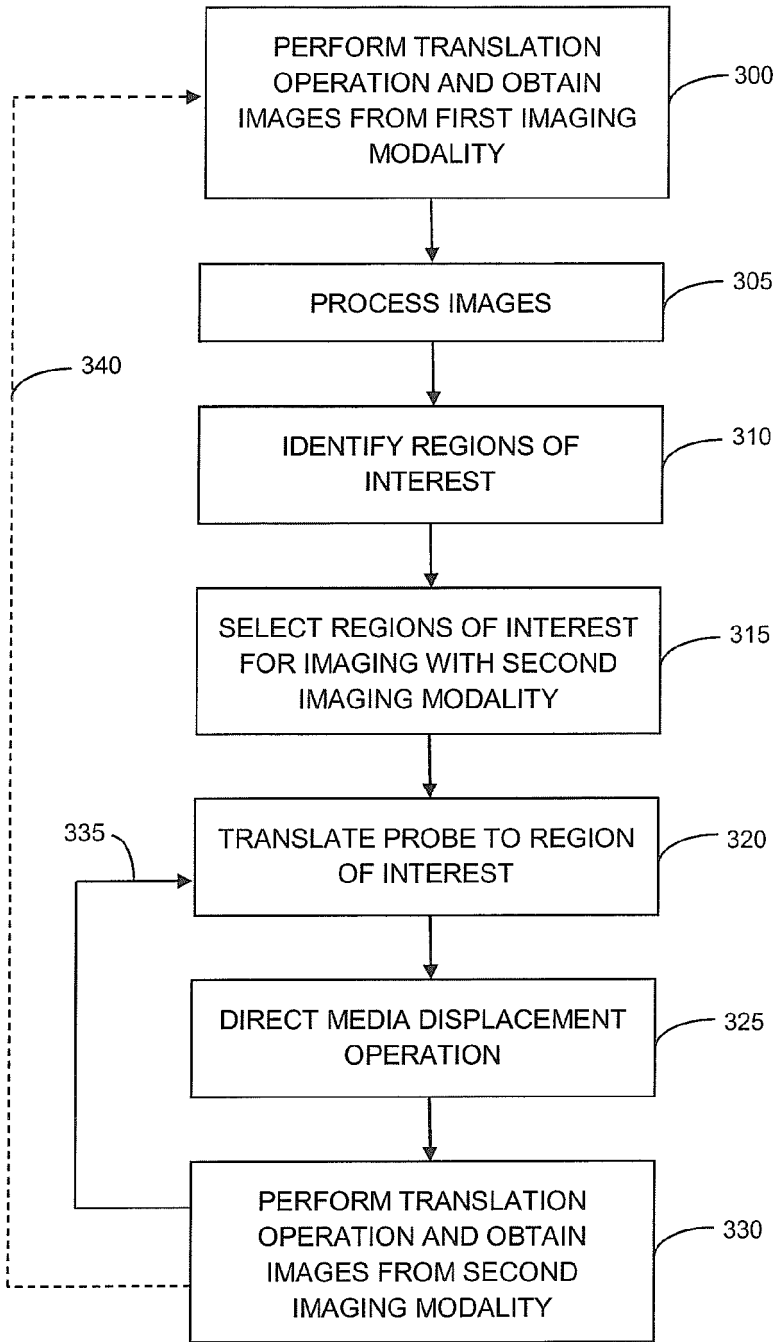 PERFORM TRANSLATION
OPERATION AND OBTAIN
IMAGES FROM FIRST IMAGING
MODALITY
300
PROCESS IMAGES
305
340
IDENTIFY REGIONS OF
INTEREST
310
SELECT REGIONS OF INTEREST
FOR IMAGING WITH SECOND
IMAGING MODALITY
315
335
TRANSLATE PROBE TO REGION
OF INTEREST
320
DIRECT MEDIA DISPLACEMENT
OPERATION
325
PERFORM TRANSLATION
OPERATION AND OBTAIN
IMAGES FROM SECOND
IMAGING MODALITY
330